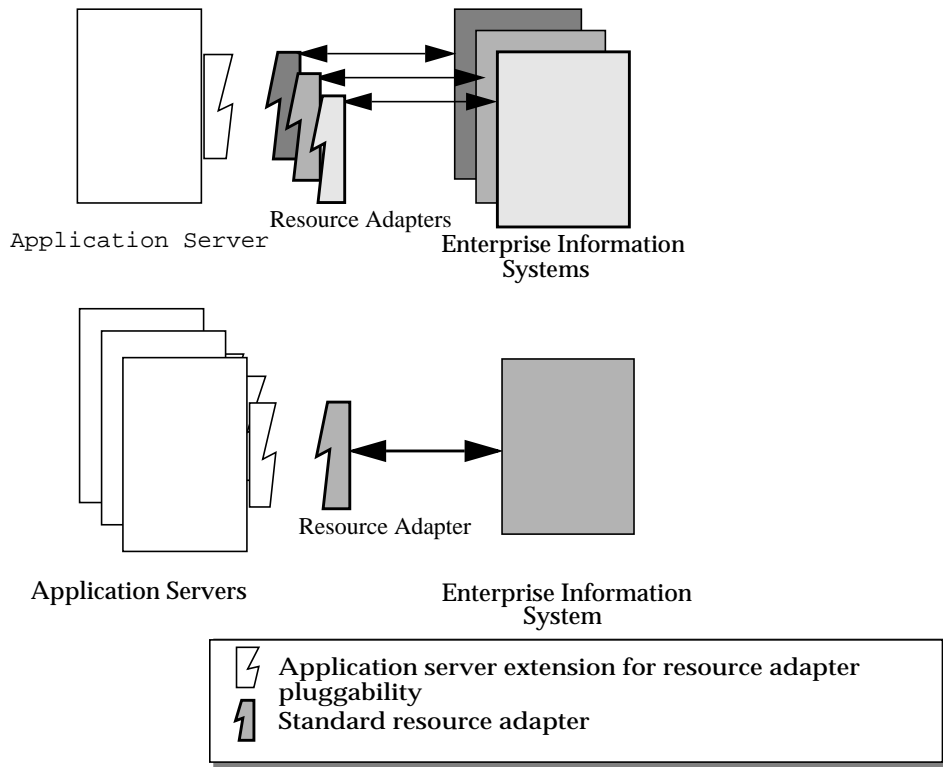 Resource Adapters
Application Server
Enterprise Information
Systems
Resource Adapter
Application Servers
Enterprise Information
System
Application server extension for resource adapter
pluggability
Standard resource adapter